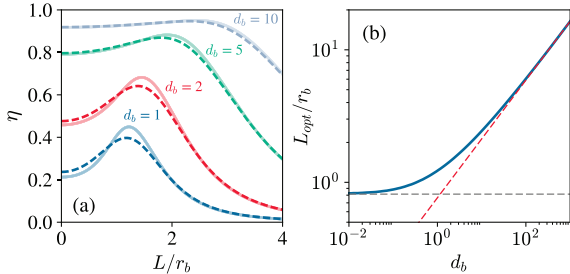 1.0
0.8
0.6
0.4
0.2
0.0
η
d_b = 10
d_b = 5
d_b = 2
d_b = 1
(a)
0 2 4
L/r_b
(b)
10^1
10^0
L_opt/r_b
10^{-2} 10^0 10^2
d_b